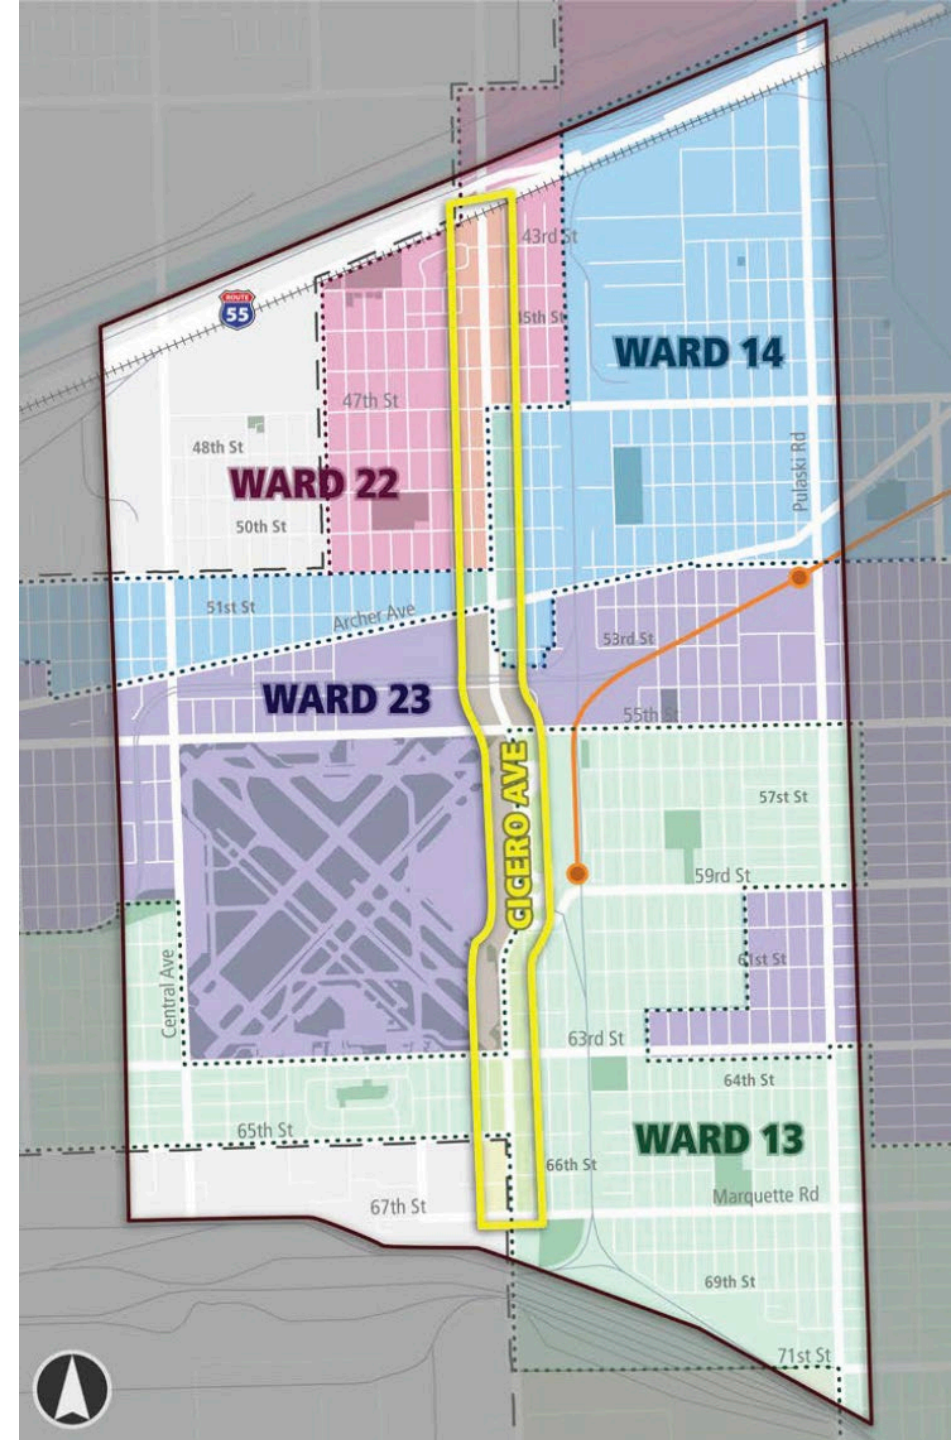 43rd St
ROUTE
55
45th St
WARD 14
47th St
48th St
Pulaski Rd
WARD 22
50th St
51st St
Archer Ave
53rd St
WARD 23
55th St
CICERO AVE
57st St
59rd St
61st St
Central Ave
63rd St
64th St
65th St
WARD 13
66th St
Marquette Rd
67th St
69th St
71st St